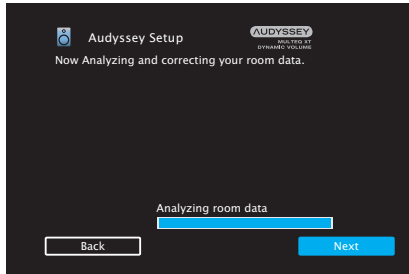 Audyssey Setup
AUDYSSEY
MULTEQ XT
DYNAMIC VOLUME
Now Analyzing and correcting your room data.
Analyzing room data
Back
Next